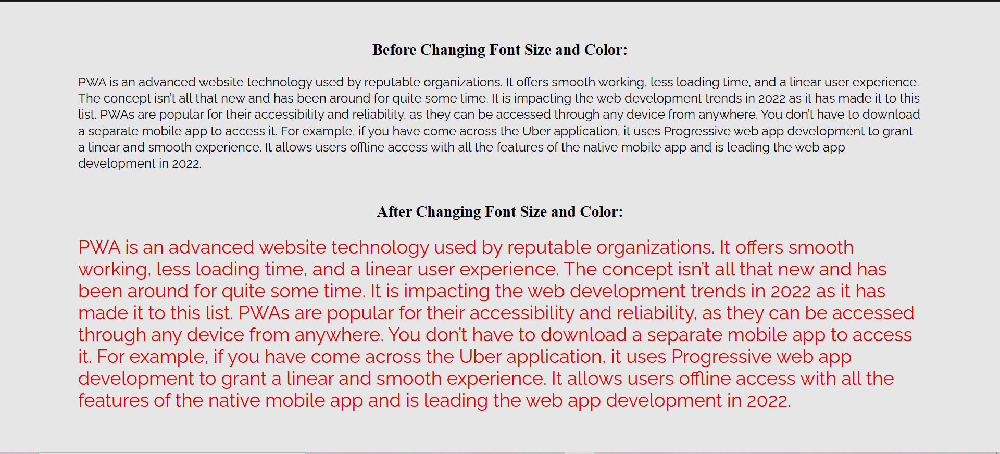 Before Changing Font Size and Color:
PWA is an advanced website technology used by reputable organizations. It offers smooth working, less loading time, and a linear user experience.
The concept isn’t all that new and has been around for quite some time. It is impacting the web development trends in 2022 as it has made it to this
list. PWAs are popular for their accessibility and reliability, as they can be accessed through any device from anywhere. You don’t have to download
a separate mobile app to access it. For example, if you have come across the Uber application, it uses Progressive web app development to grant
a linear and smooth experience. It allows users offline access with all the features of the native mobile app and is leading the web app
development in 2022.
After Changing Font Size and Color:
PWA is an advanced website technology used by reputable organizations. It offers smooth
working, less loading time, and a linear user experience. The concept isn’t all that new and has
been around for quite some time. It is impacting the web development trends in 2022 as it has
made it to this list. PWAs are popular for their accessibility and reliability, as they can be accessed
through any device from anywhere. You don’t have to download a separate mobile app to access
it. For example, if you have come across the Uber application, it uses Progressive web app
development to grant a linear and smooth experience. It allows users offline access with all the
features of the native mobile app and is leading the web app development in 2022.